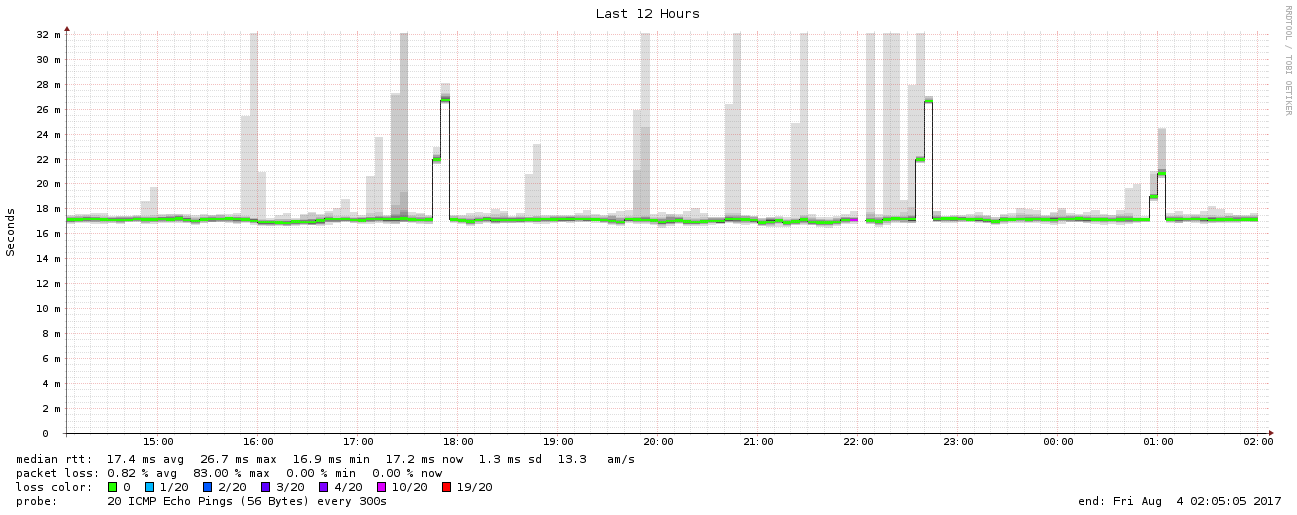 Last 12 Hours
RRDTOOL / TOBI OETIKER
Seconds
32 m
30 m
28 m
26 m
24 m
22 m
20 m
18 m
16 m
14 m
12 m
10 m
8 m
6 m
4 m
2 m
0
15:00 16:00 17:00 18:00 19:00 20:00 21:00 22:00 23:00 00:00 01:00 02:00
median rtt: 17.4 ms avg 26.7 ms max 16.9 ms min 17.2 ms now 1.3 ms sd 13.3 am/s
packet loss: 0.82 % avg 83.00 % max 0.00 % min 0.00 % now
loss color: 0 1/20 2/20 3/20 4/20 10/20 19/20
probe: 20 ICMP Echo Pings (56 Bytes) every 300s end: Fri Aug 4 02:05:05 2017